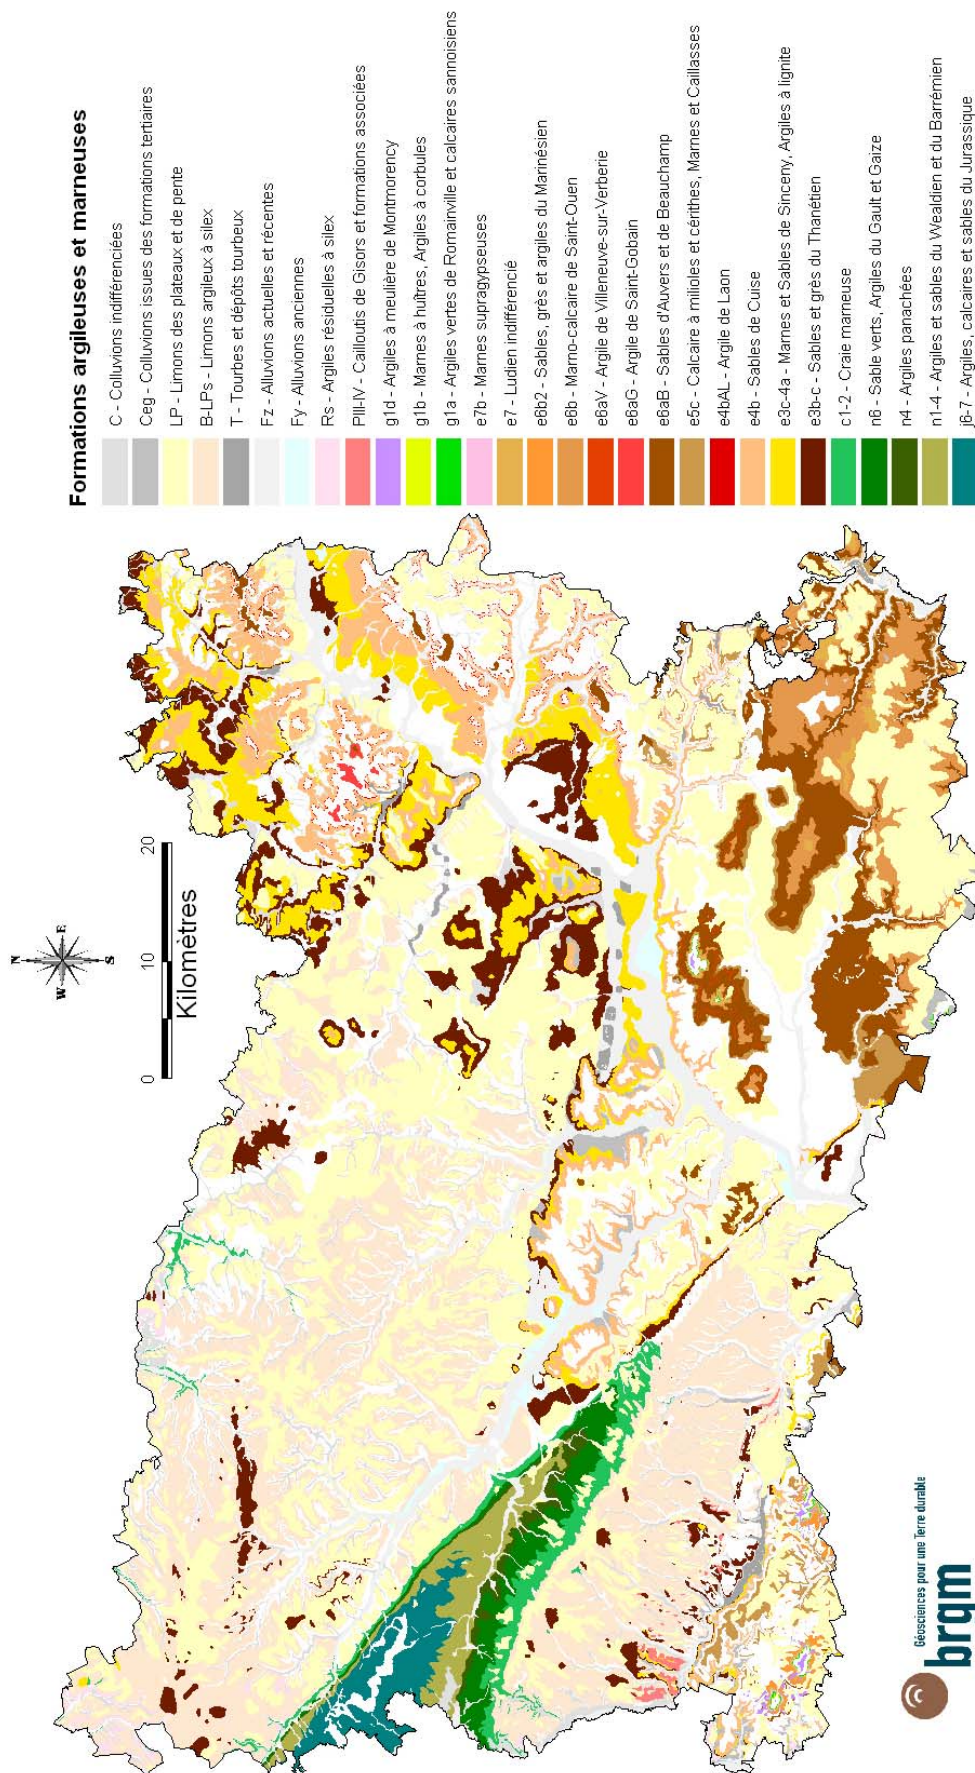 Formations argileuses et marneuses
C - Colluvions indifférenciées
Ceg - Colluvions issues des formations tertiaires
LP - Limons des plateaux et de pente
B-LPs - Limons argileux à silex
T - Tourbes et dépôts tourbeux
Fz - Alluvions actuelles et récentes
Fy - Alluvions anciennes
Rs - Argiles résiduelles à silex
PIII-IV - Cailloutis de Gisors et formations associées
g1d - Argiles à meulière de Montmorency
g1b - Marnes à huîtres, Argiles à corbules
g1a - Argiles vertes de Romainville et calcaires sannoisiens
e7b - Marnes supragypseuses
e7 - Ludien indifférencié
e6b2 - Sables, grès et argiles du Marinésien
e6b - Marno-calcaire de Saint-Ouen
e6aV - Argile de Villeneuve-sur-Verberie
e6aG - Argile de Saint-Gobain
e6aB - Sables d'Auvers et de Beauchamp
e5c - Calcaire à milioles et cérithes, Marnes et Caillasses
e4bAL - Argile de Laon
e4b - Sables de Cuise
e3c-4a - Marnes et Sables de Sinceny, Argiles à lignite
e3b-c - Sables et grès du Thanétien
c1-2 - Craie marneuse
n6 - Sable verts, Argiles du Gault et Gaize
n4 - Argiles panachées
n1-4 - Argiles et sables du Wealdien et du Barrémien
j6-7 - Argiles, calcaires et sables du Jurassique
N
W
E
S
0
10
20
Kilomètres
Géosciences pour une Terre durable
brgm